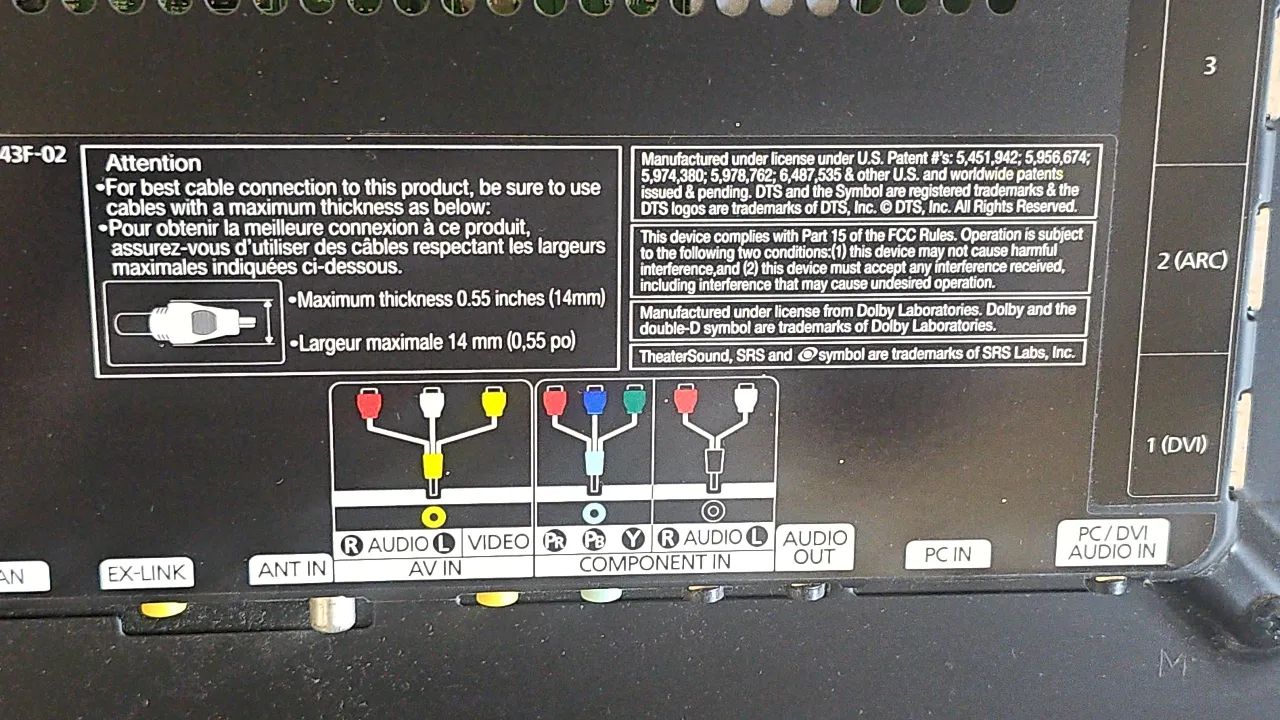 3
43F-02
Attention
•For best cable connection to this product, be sure to use
cables with a maximum thickness as below:
•Pour obtenir la meilleure connexion à ce produit,
assurez-vous d'utiliser des câbles respectant les largeurs
maximales indiquées ci-dessous.
•Maximum thickness 0.55 inches (14mm)
•Largeur maximale 14 mm (0,55 po)
Manufactured under license under U.S. Patent #'s: 5,451,942; 5,956,674;
5,974,380; 5,978,762; 6,487,535 & other U.S. and worldwide patents
issued & pending. DTS and the Symbol are registered trademarks & the
DTS logos are trademarks of DTS, Inc. © DTS, Inc. All Rights Reserved.
This device complies with Part 15 of the FCC Rules. Operation is subject
to the following two conditions:(1) this device may not cause harmful
interference,and (2) this device must accept any interference received,
including interference that may cause undesired operation.
Manufactured under license from Dolby Laboratories. Dolby and the
double-D symbol are trademarks of Dolby Laboratories.
TheaterSound, SRS and symbol are trademarks of SRS Labs, Inc.
2 (ARC)
1 (DVI)
R AUDIO L VIDEO
AV IN
PR PB Y R AUDIO L
COMPONENT IN
AN
EX-LINK
ANT IN
AUDIO
OUT
PC IN
PC / DVI
AUDIO IN
M